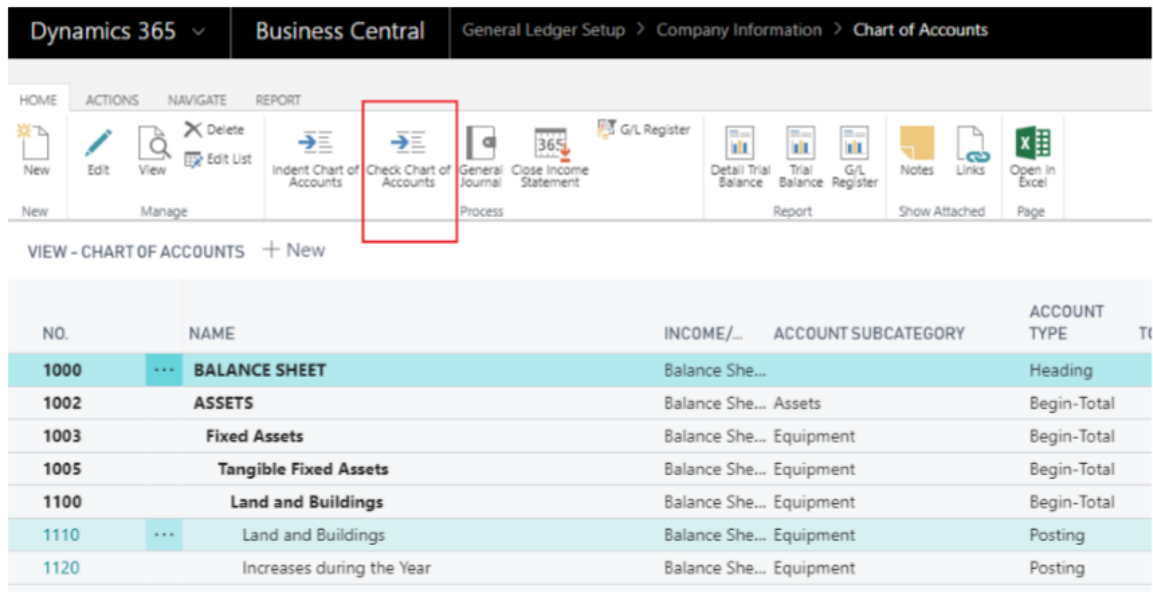 Dynamics 365 Business Central General Ledger Setup > Company Information > Chart of Accounts
HOME ACTIONS NAVIGATE REPORT
New
Edit
View
Delete
Edit List
Indent Chart of
Accounts
Check Chart of
Accounts
General
Journal
365
Close Income
Statement
G/L Register
Detail Trial
Balance
Trial
Balance
G/L
Register
Notes
Links
Open in
Excel
New Manage Process Report Show Attached Page
VIEW - CHART OF ACCOUNTS + New
NO. NAME INCOME/... ACCOUNT SUBCATEGORY ACCOUNT
TYPE
1000 ... BALANCE SHEET Balance She... Heading
1002 ASSETS Balance She... Assets Begin-Total
1003 Fixed Assets Balance She... Equipment Begin-Total
1005 Tangible Fixed Assets Balance She... Equipment Begin-Total
1100 Land and Buildings Balance She... Equipment Begin-Total
1110 ... Land and Buildings Balance She... Equipment Posting
1120 Increases during the Year Balance She... Equipment Posting